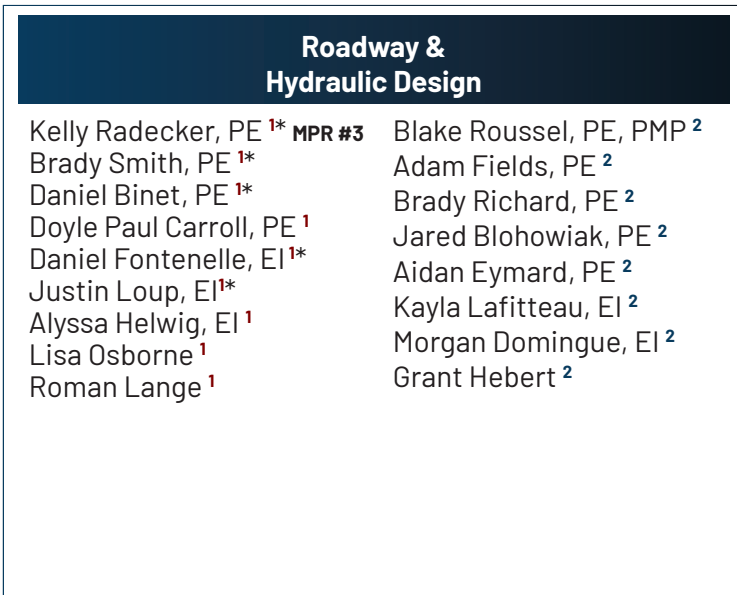 Roadway &
Hydraulic Design
Kelly Radecker, PE 1* MPR #3
Brady Smith, PE 1*
Daniel Binet, PE 1*
Doyle Paul Carroll, PE 1
Daniel Fontenelle, EI 1*
Justin Loup, EI1*
Alyssa Helwig, EI 1
Lisa Osborne 1
Roman Lange 1
Blake Roussel, PE, PMP 2
Adam Fields, PE 2
Brady Richard, PE 2
Jared Blohowiak, PE 2
Aidan Eymard, PE 2
Kayla Lafitteau, EI 2
Morgan Domingue, EI 2
Grant Hebert 2